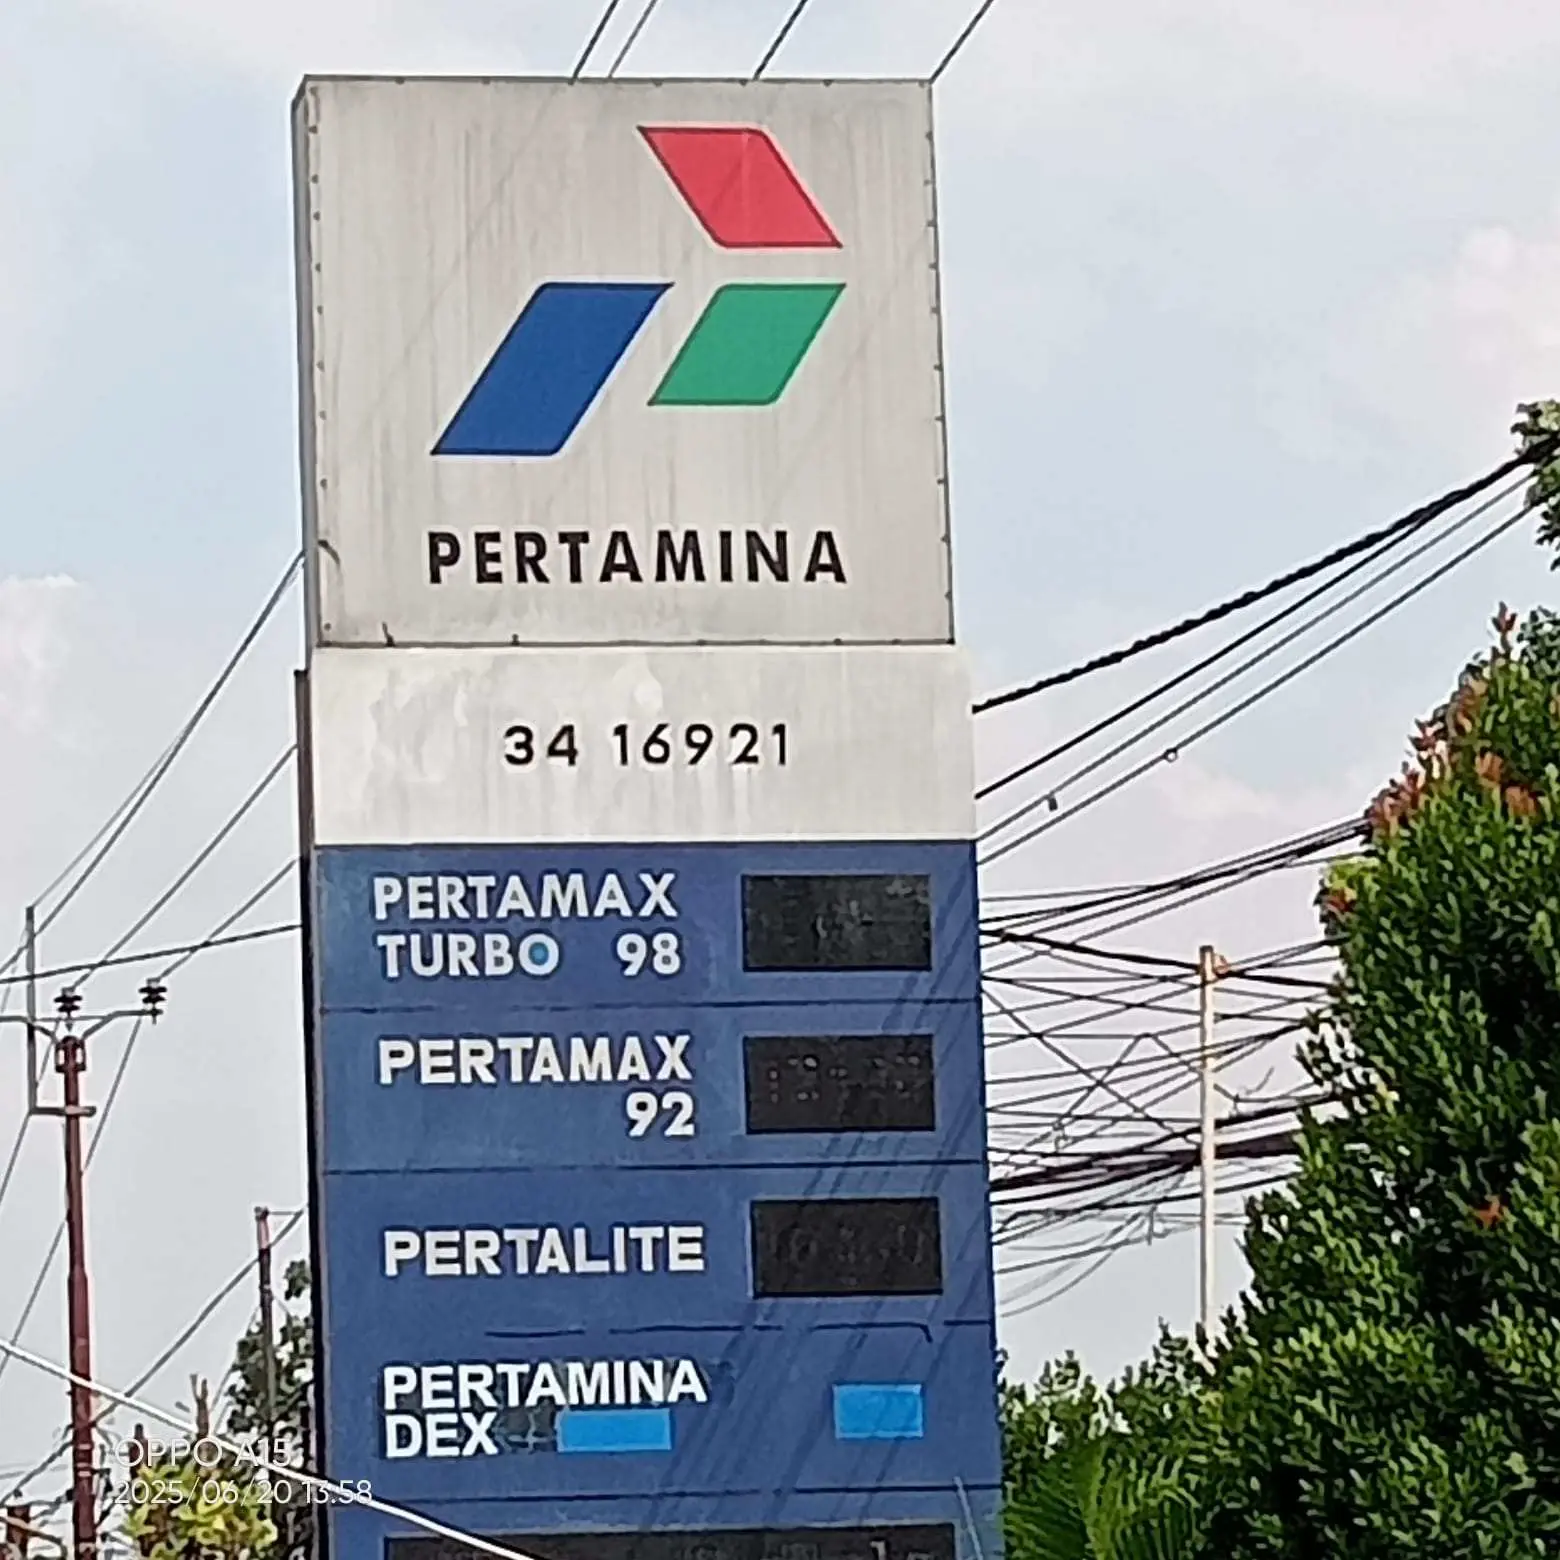 PERTAMINA
34 16921
PERTAMAX
TURBO 98
PERTAMAX
92
PERTALITE
PERTAMINA
DEX
OPPO A15
2025/06/20 13:58